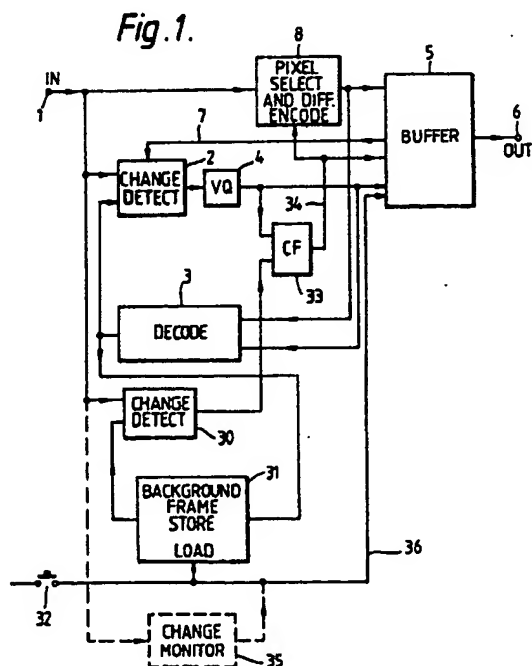 Fig.1.
8
IN
1
PIXEL
SELECT
AND DIFF.
ENCODE
5
BUFFER
6
OUT
7
2
CHANGE
DETECT
4
VQ
34
CF
33
3
DECODE
CHANGE
DETECT
30
31
BACKGROUND
FRAME
STORE
LOAD
36
32
CHANGE
MONITOR
35